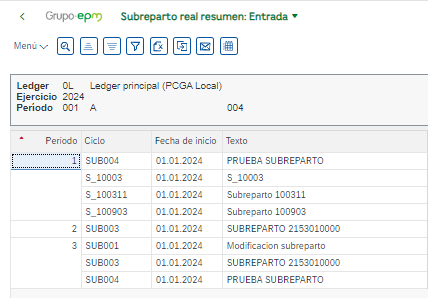 Grupo·epm
Subreparto real resumen: Entrada
Menú
Ledger 0L Ledger principal (PCGA Local)
Ejercicio 2024
Período 001 A 004
Período Ciclo Fecha de inicio Texto
1 SUB004 01.01.2024 PRUEBA SUBREPARTO
S_10003 01.01.2024 S_10003
S_100311 01.01.2024 Subreparto 100311
S_100903 01.01.2024 Subreparto 100903
2 SUB003 01.01.2024 SUBREPARTO 2153010000
3 SUB001 01.01.2024 Modificacion subreparto
SUB003 01.01.2024 SUBREPARTO 2153010000
SUB004 01.01.2024 PRUEBA SUBREPARTO